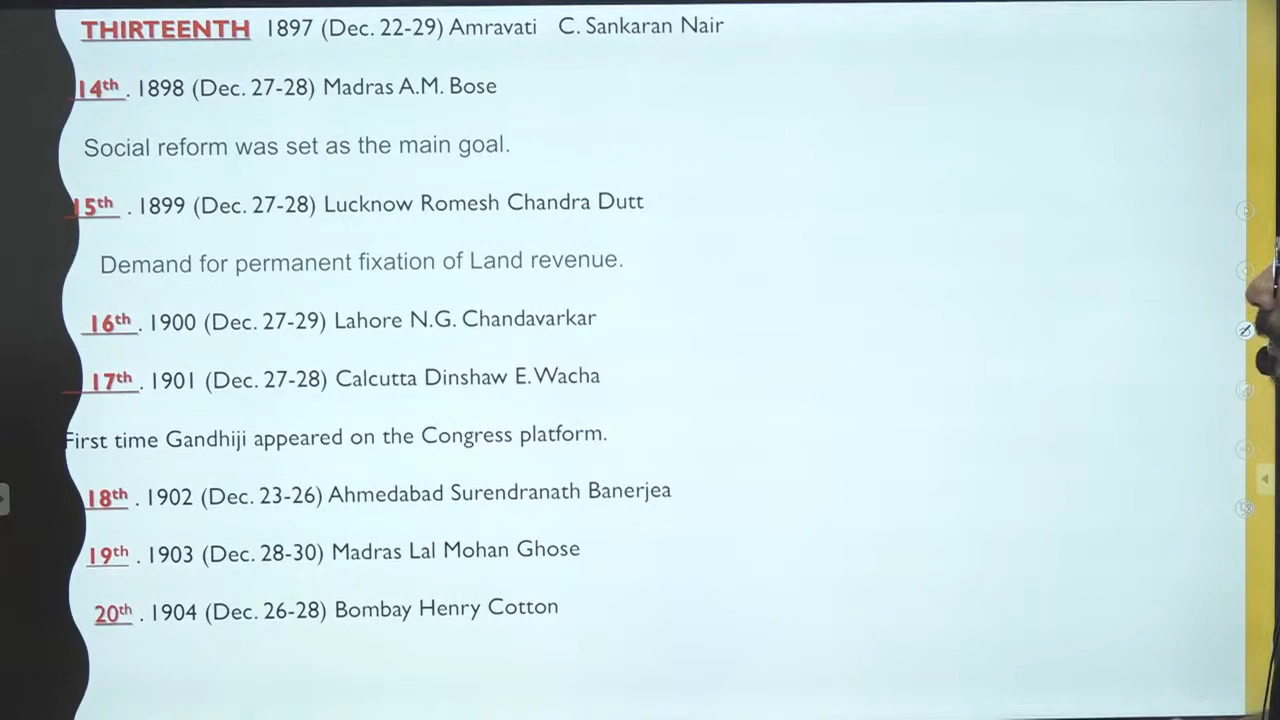 THIRTEENTH 1897 (Dec. 22-29) Amravati C. Sankaran Nair
14th . 1898 (Dec. 27-28) Madras A.M. Bose
Social reform was set as the main goal.
15th . 1899 (Dec. 27-28) Lucknow Romesh Chandra Dutt
Demand for permanent fixation of Land revenue.
16th . 1900 (Dec. 27-29) Lahore N.G. Chandavarkar
17th . 1901 (Dec. 27-28) Calcutta Dinshaw E. Wacha
First time Gandhiji appeared on the Congress platform.
18th . 1902 (Dec. 23-26) Ahmedabad Surendranath Banerjea
19th . 1903 (Dec. 28-30) Madras Lal Mohan Ghose
20th . 1904 (Dec. 26-28) Bombay Henry Cotton